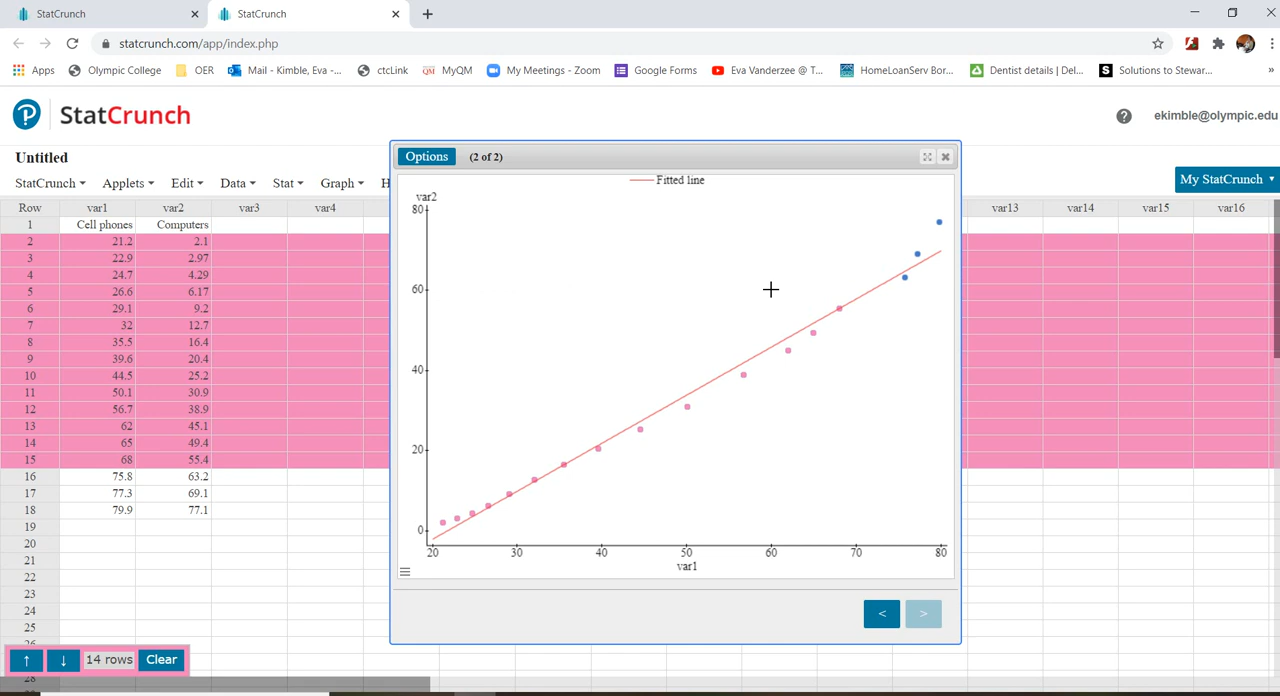 StatCrunch
StatCrunch
statcrunch.com/app/index.php
Apps Olympic College OER Mail - Kimble, Eva -... ctcLink MyQM My Meetings - Zoom Google Forms Eva Vanderzee @ T... HomeLoanServ Bor... Dentist details | Del... Solutions to Stewar... »
StatCrunch
ekimble@olympic.edu
Untitled
StatCrunch Applets Edit Data Stat Graph H
My StatCrunch
Options (2 of 2)
Row var1 var2 var3 var4 var13 var14 var15 var16
1 Cell phones Computers
2 21.2 2.1
3 22.9 2.97
4 24.7 4.29
5 26.6 6.17
6 29.1 9.2
7 32 12.7
8 35.5 16.4
9 39.6 20.4
10 44.5 25.2
11 50.1 30.9
12 56.7 38.9
13 62 45.1
14 65 49.4
15 68 55.4
16 75.8 63.2
17 77.3 69.1
18 79.9 77.1
19
20
21
22
23
24
25
26
28
14 rows Clear
Fitted line
var2
80
60
40
20
0
20 30 40 50 60 70 80
var1
< >